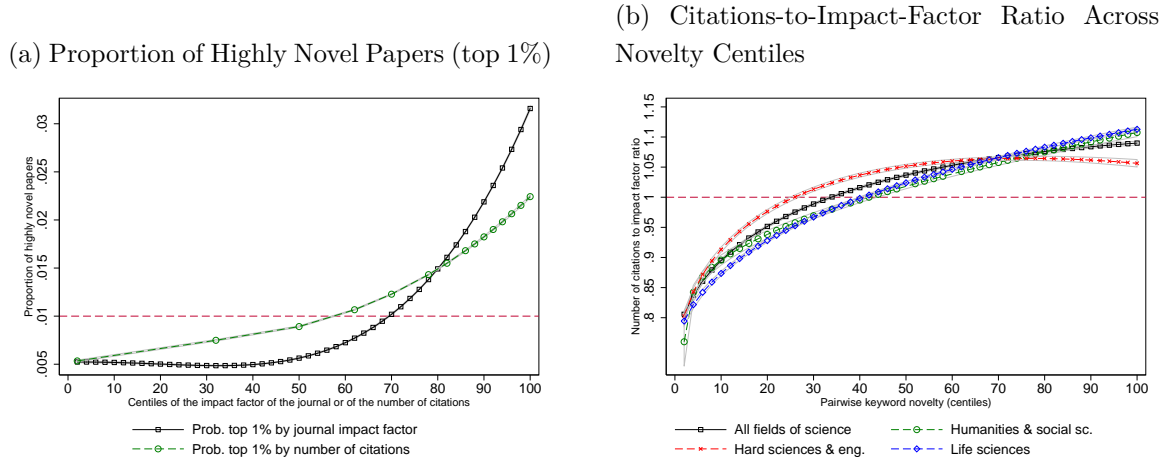 (a) Proportion of Highly Novel Papers (top 1%)
(b) Citations-to-Impact-Factor Ratio Across
Novelty Centiles
Proportion of highly novel papers
.03
.025
.02
.015
.01
.005
0 10 20 30 40 50 60 70 80 90 100
Centiles of the impact factor of the journal or of the number of citations
Prob. top 1% by journal impact factor
Prob. top 1% by number of citations
Number of citations to impact factor ratio
1.15
1.1
1.05
1
.95
.9
.85
.8
0 10 20 30 40 50 60 70 80 90 100
Pairwise keyword novelty (centiles)
All fields of science
Humanities & social sc.
Hard sciences & eng.
Life sciences